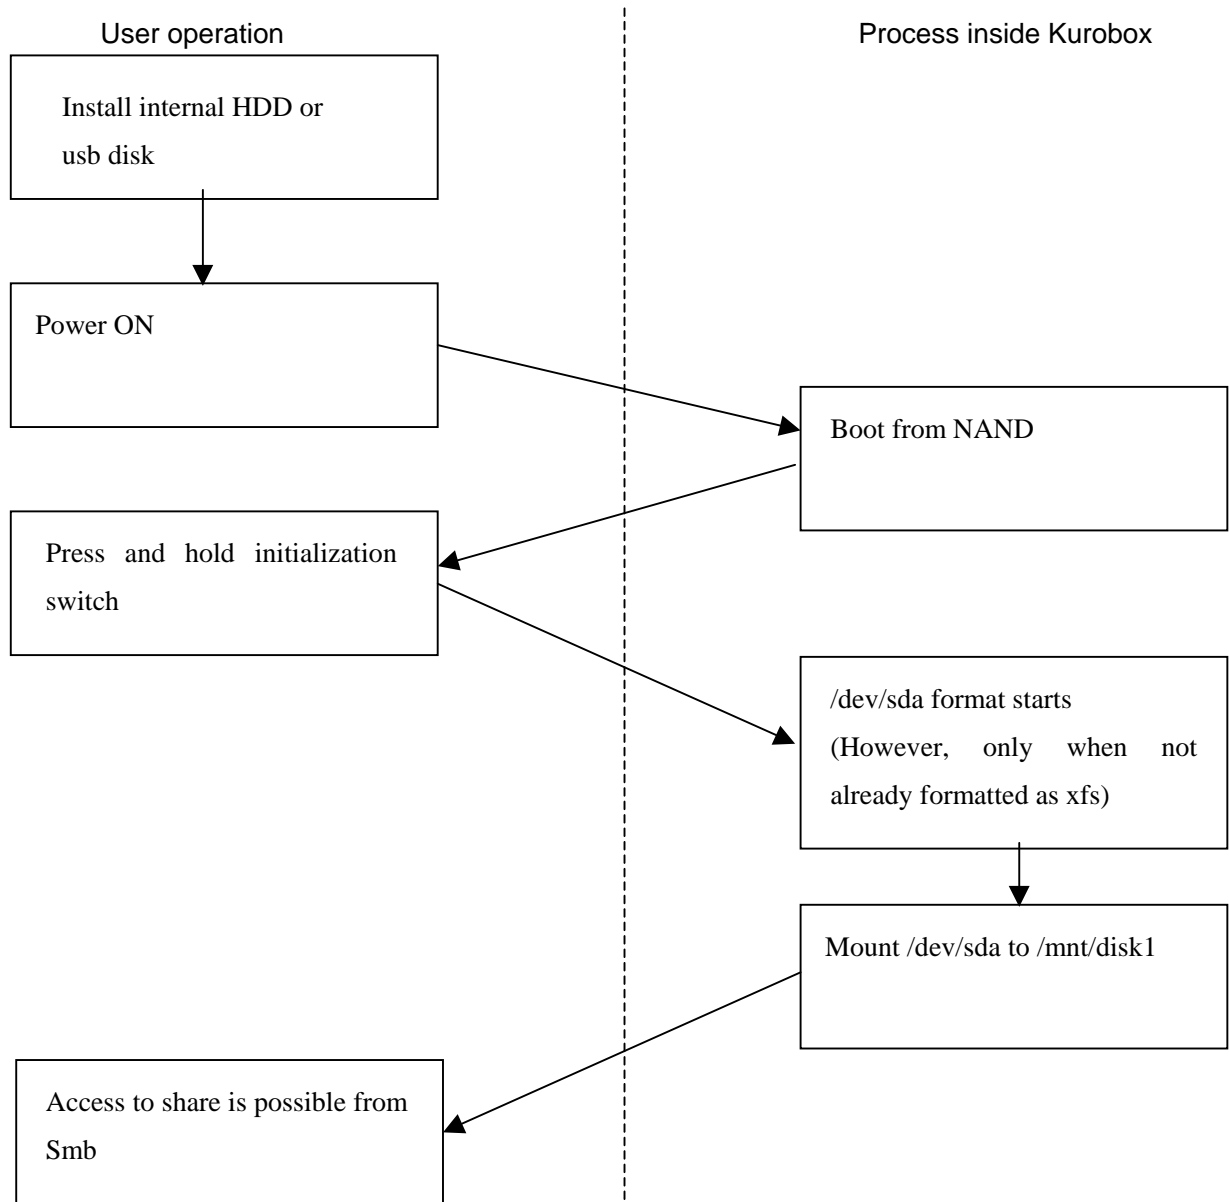 User operation
Process inside Kurobox
Install internal HDD or
usb disk
Power ON
Boot from NAND
Press and hold initialization
switch
/dev/sda format starts
(However, only when not
already formatted as xfs)
Mount /dev/sda to /mnt/disk1
Access to share is possible from
Smb